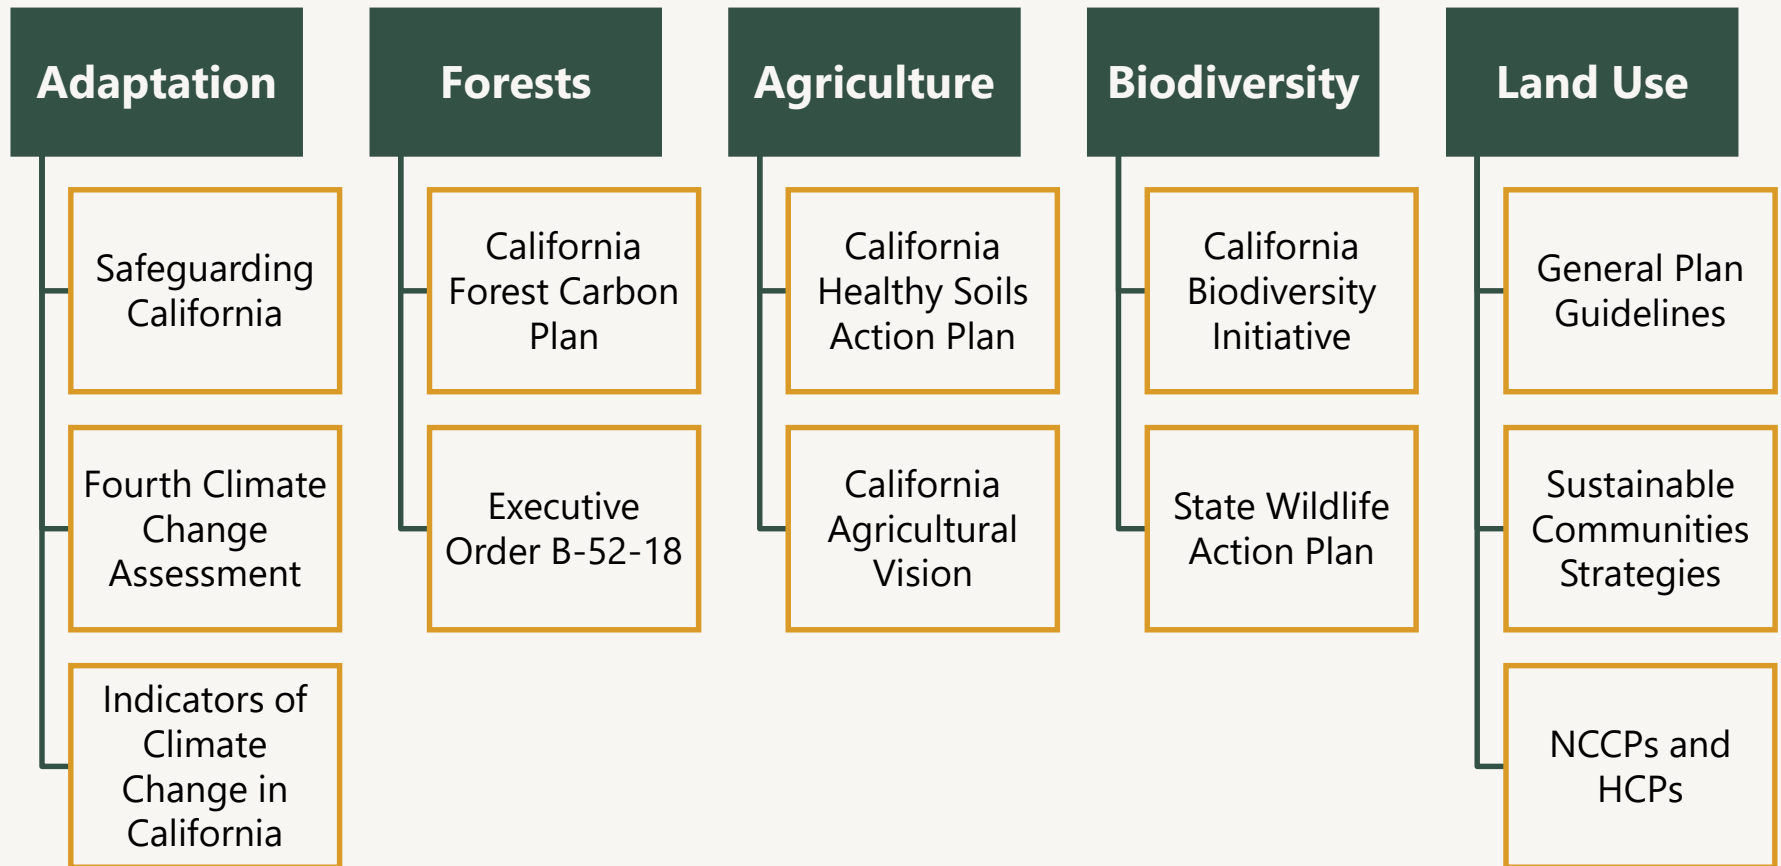 Adaptation
Safeguarding
California
Fourth Climate
Change
Assessment
Indicators of
Climate
Change in
California
Forests
California
Forest Carbon
Plan
Executive
Order B-52-18
Agriculture
California
Healthy Soils
Action Plan
California
Agricultural
Vision
Biodiversity
California
Biodiversity
Initiative
State Wildlife
Action Plan
Land Use
General Plan
Guidelines
Sustainable
Communities
Strategies
NCCPs and
HCPs